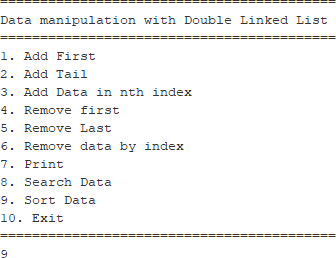 ==========================================
Data manipulation with Double Linked List
==========================================
1. Add First
2. Add Tail
3. Add Data in nth index
4. Remove first
5. Remove Last
6. Remove data by index
7. Print
8. Search Data
9. Sort Data
10. Exit
==========================================
9